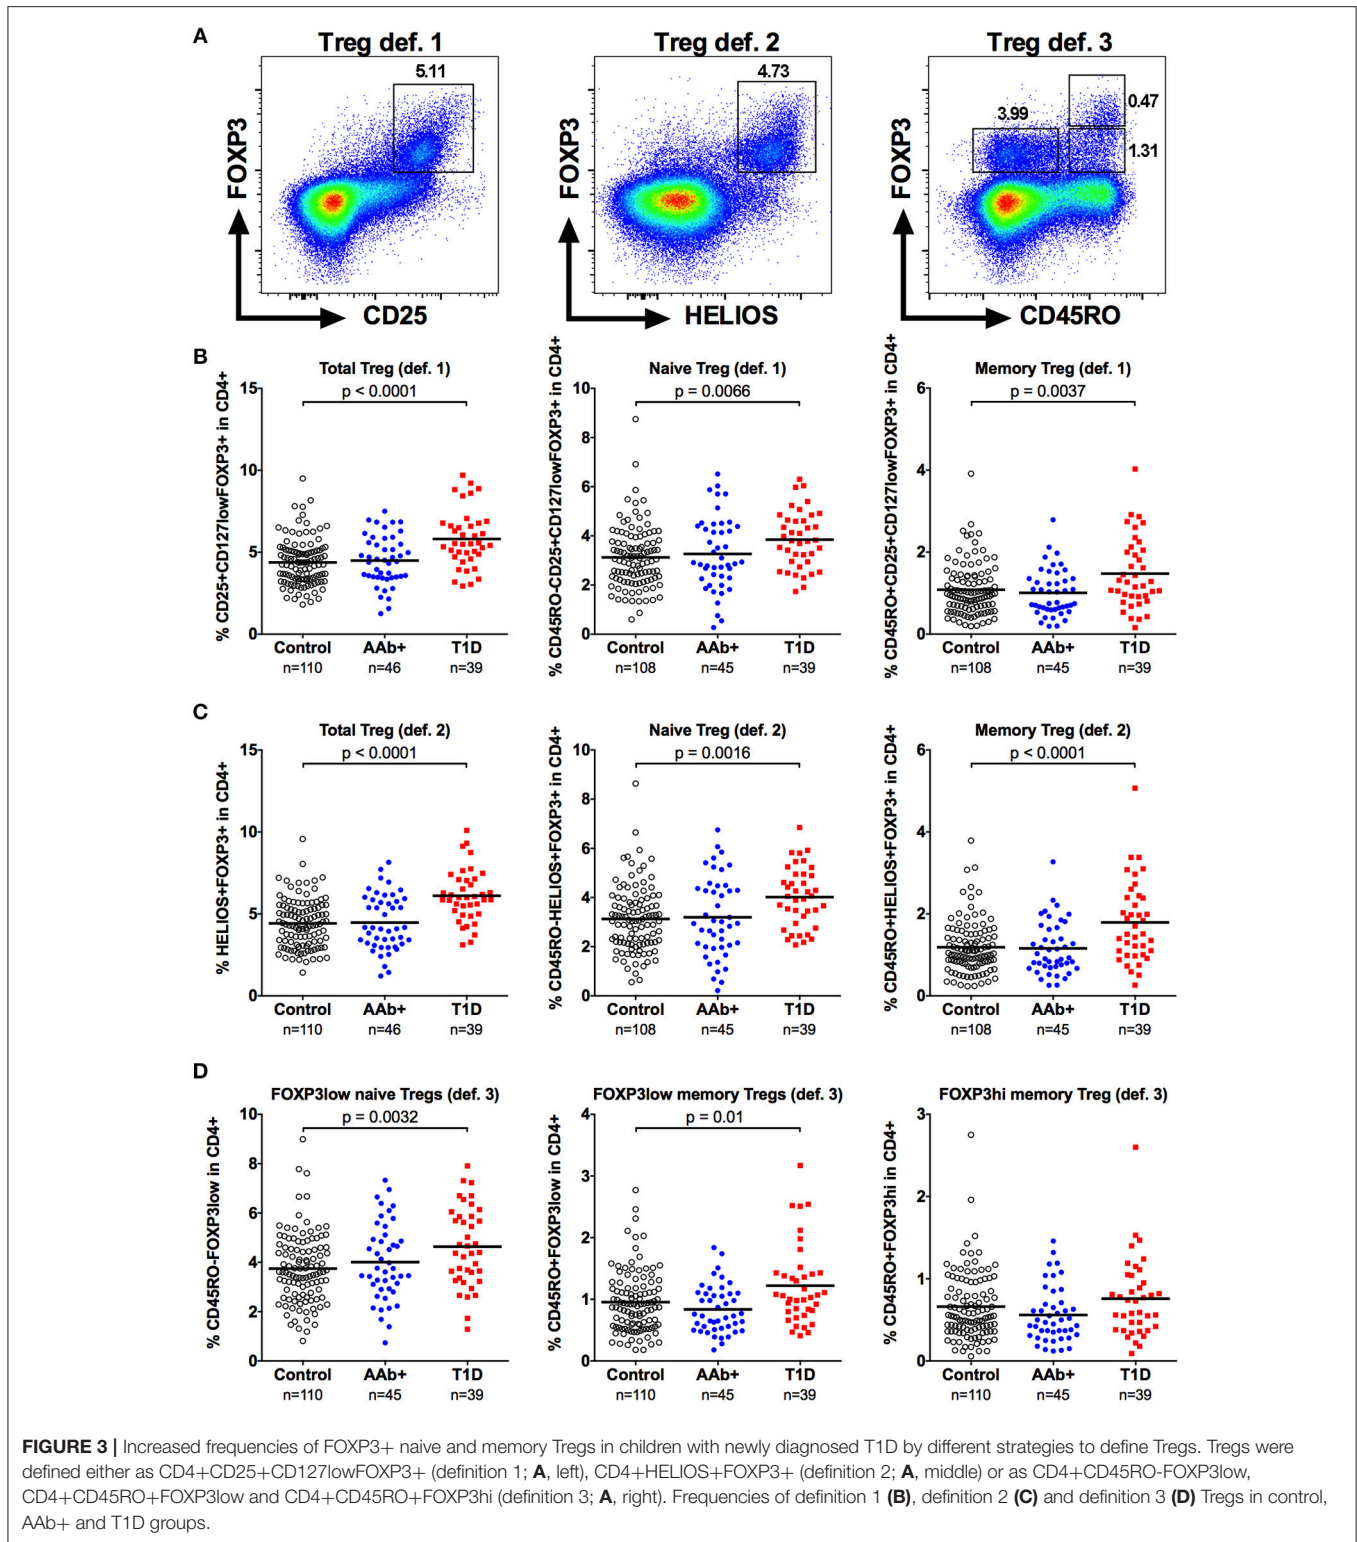 A
Treg def. 1
Treg def. 2
Treg def. 3
5.11
4.73
3.99
0.47
1.31
FOXP3
FOXP3
FOXP3
CD25
HELIOS
CD45RO
B
Total Treg (def. 1)
p < 0.0001
% CD25+CD127lowFOXP3+ in CD4+
15
10
5
0
Control
AAb+
T1D
n=110
n=46
n=39
Naive Treg (def. 1)
p = 0.0066
% CD45RO-CD25+CD127lowFOXP3+ in CD4+
10
8
6
4
2
0
Control
AAb+
T1D
n=108
n=45
n=39
Memory Treg (def. 1)
p = 0.0037
% CD45RO+CD25+CD127lowFOXP3+ in CD4+
6
4
2
0
Control
AAb+
T1D
n=108
n=45
n=39
C
Total Treg (def. 2)
p < 0.0001
% HELIOS+FOXP3+ in CD4+
15
10
5
0
Control
AAb+
T1D
n=110
n=46
n=39
Naive Treg (def. 2)
p = 0.0016
% CD45RO-HELIOS+FOXP3+ in CD4+
10
8
6
4
2
0
Control
AAb+
T1D
n=108
n=45
n=39
Memory Treg (def. 2)
p < 0.0001
% CD45RO+HELIOS+FOXP3+ in CD4+
6
4
2
0
Control
AAb+
T1D
n=108
n=45
n=39
D
FOXP3low naive Tregs (def. 3)
p = 0.0032
% CD45RO-FOXP3low in CD4+
10
8
6
4
2
0
Control
AAb+
T1D
n=110
n=45
n=39
FOXP3low memory Tregs (def. 3)
p = 0.01
% CD45RO+FOXP3low in CD4+
4
3
2
1
0
Control
AAb+
T1D
n=110
n=45
n=39
FOXP3hi memory Treg (def. 3)
% CD45RO+FOXP3hi in CD4+
3
2
1
0
Control
AAb+
T1D
n=110
n=45
n=39
FIGURE 3 | Increased frequencies of FOXP3+ naive and memory Tregs in children with newly diagnosed T1D by different strategies to define Tregs. Tregs were
defined either as CD4+CD25+CD127lowFOXP3+ (definition 1; A, left), CD4+HELIOS+FOXP3+ (definition 2; A, middle) or as CD4+CD45RO-FOXP3low,
CD4+CD45RO+FOXP3low and CD4+CD45RO+FOXP3hi (definition 3; A, right). Frequencies of definition 1 (B), definition 2 (C) and definition 3 (D) Tregs in control,
AAb+ and T1D groups.